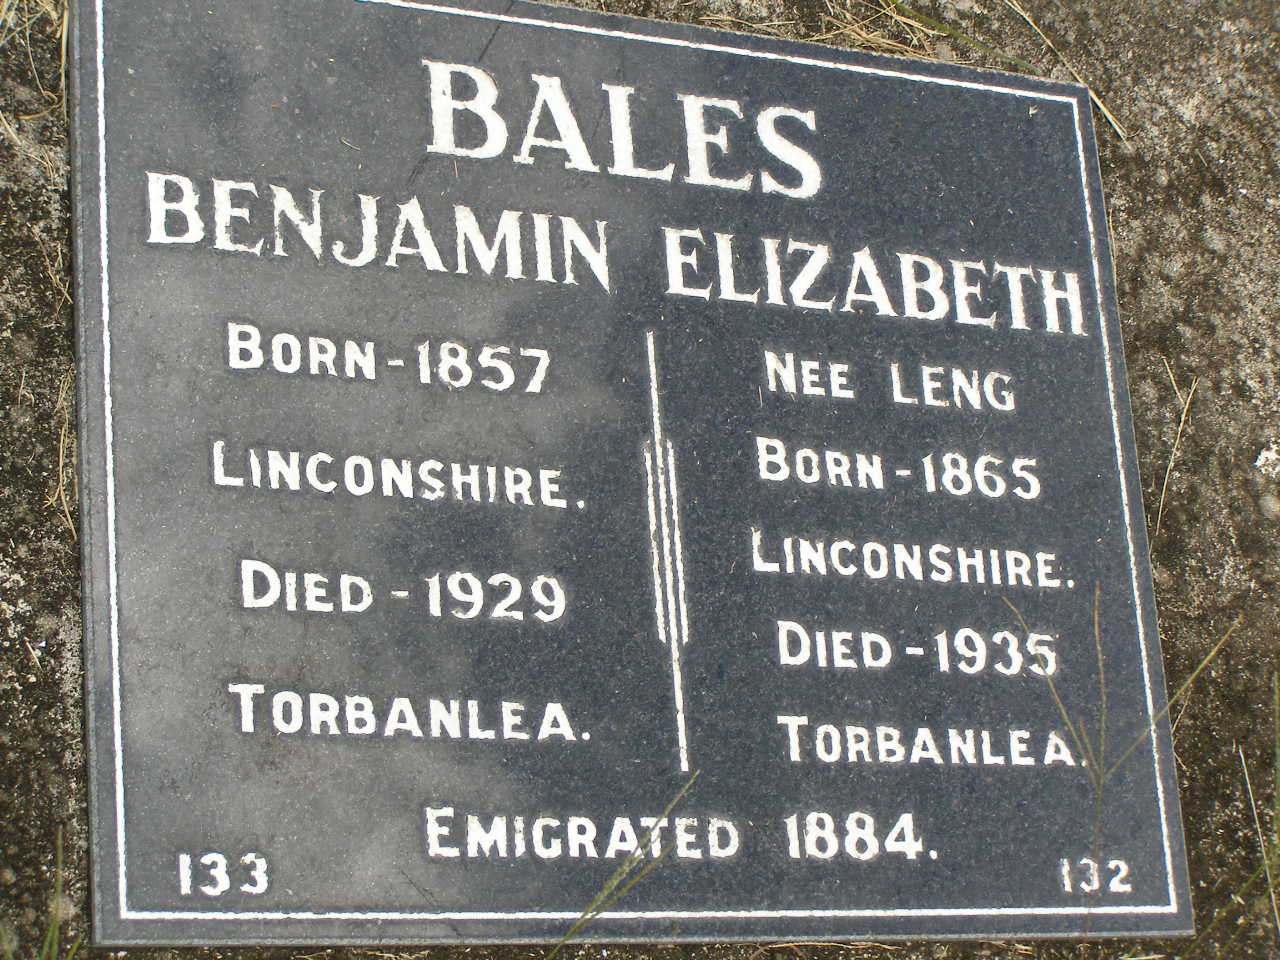 BALES
BENJAMIN
BORN - 1857
LINCONSHIRE.
DIED - 1929
TORBANLEA.
ELIZABETH
NEE LENG
BORN - 1865
LINCONSHIRE.
DIED - 1935
TORBANLEA.
EMIGRATED 1884.
133
132